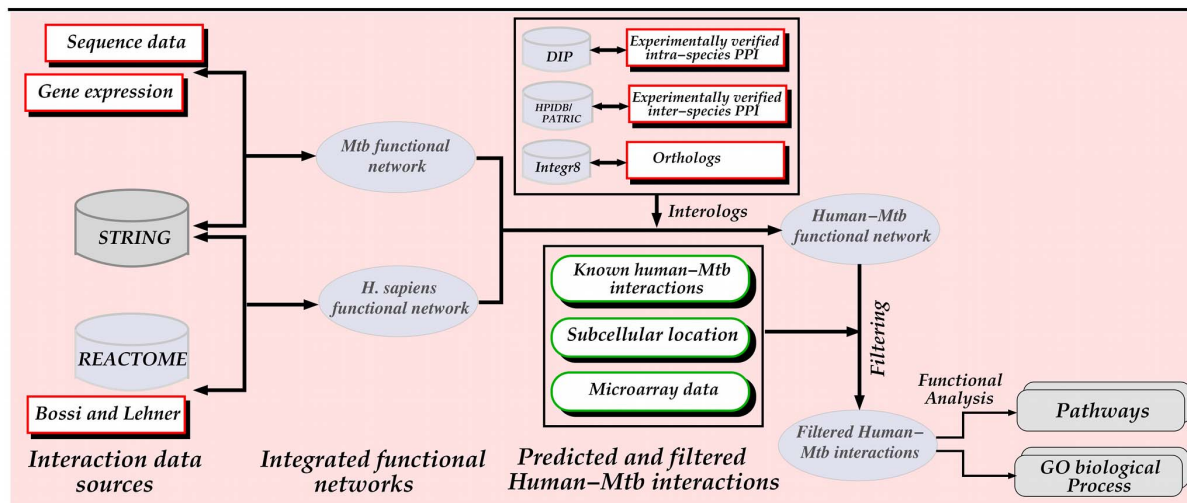 Sequence data
Gene expression
STRING
REACTOME
Bossi and Lehner
Interaction data
sources
Mtb functional
network
H. sapiens
functional network
Integrated functional
networks
DIP
Experimentally verified
intra−species PPI
HPIDB/
PATRIC
Experimentally verified
inter−species PPI
Integr8
Orthologs
Interologs
Known human−Mtb
interactions
Subcellular location
Microarray data
Predicted and filtered
Human−Mtb interactions
Human−Mtb
functional network
Filtering
Filtered Human−
Mtb interactions
Functional
Analysis
Pathways
GO biological
Process